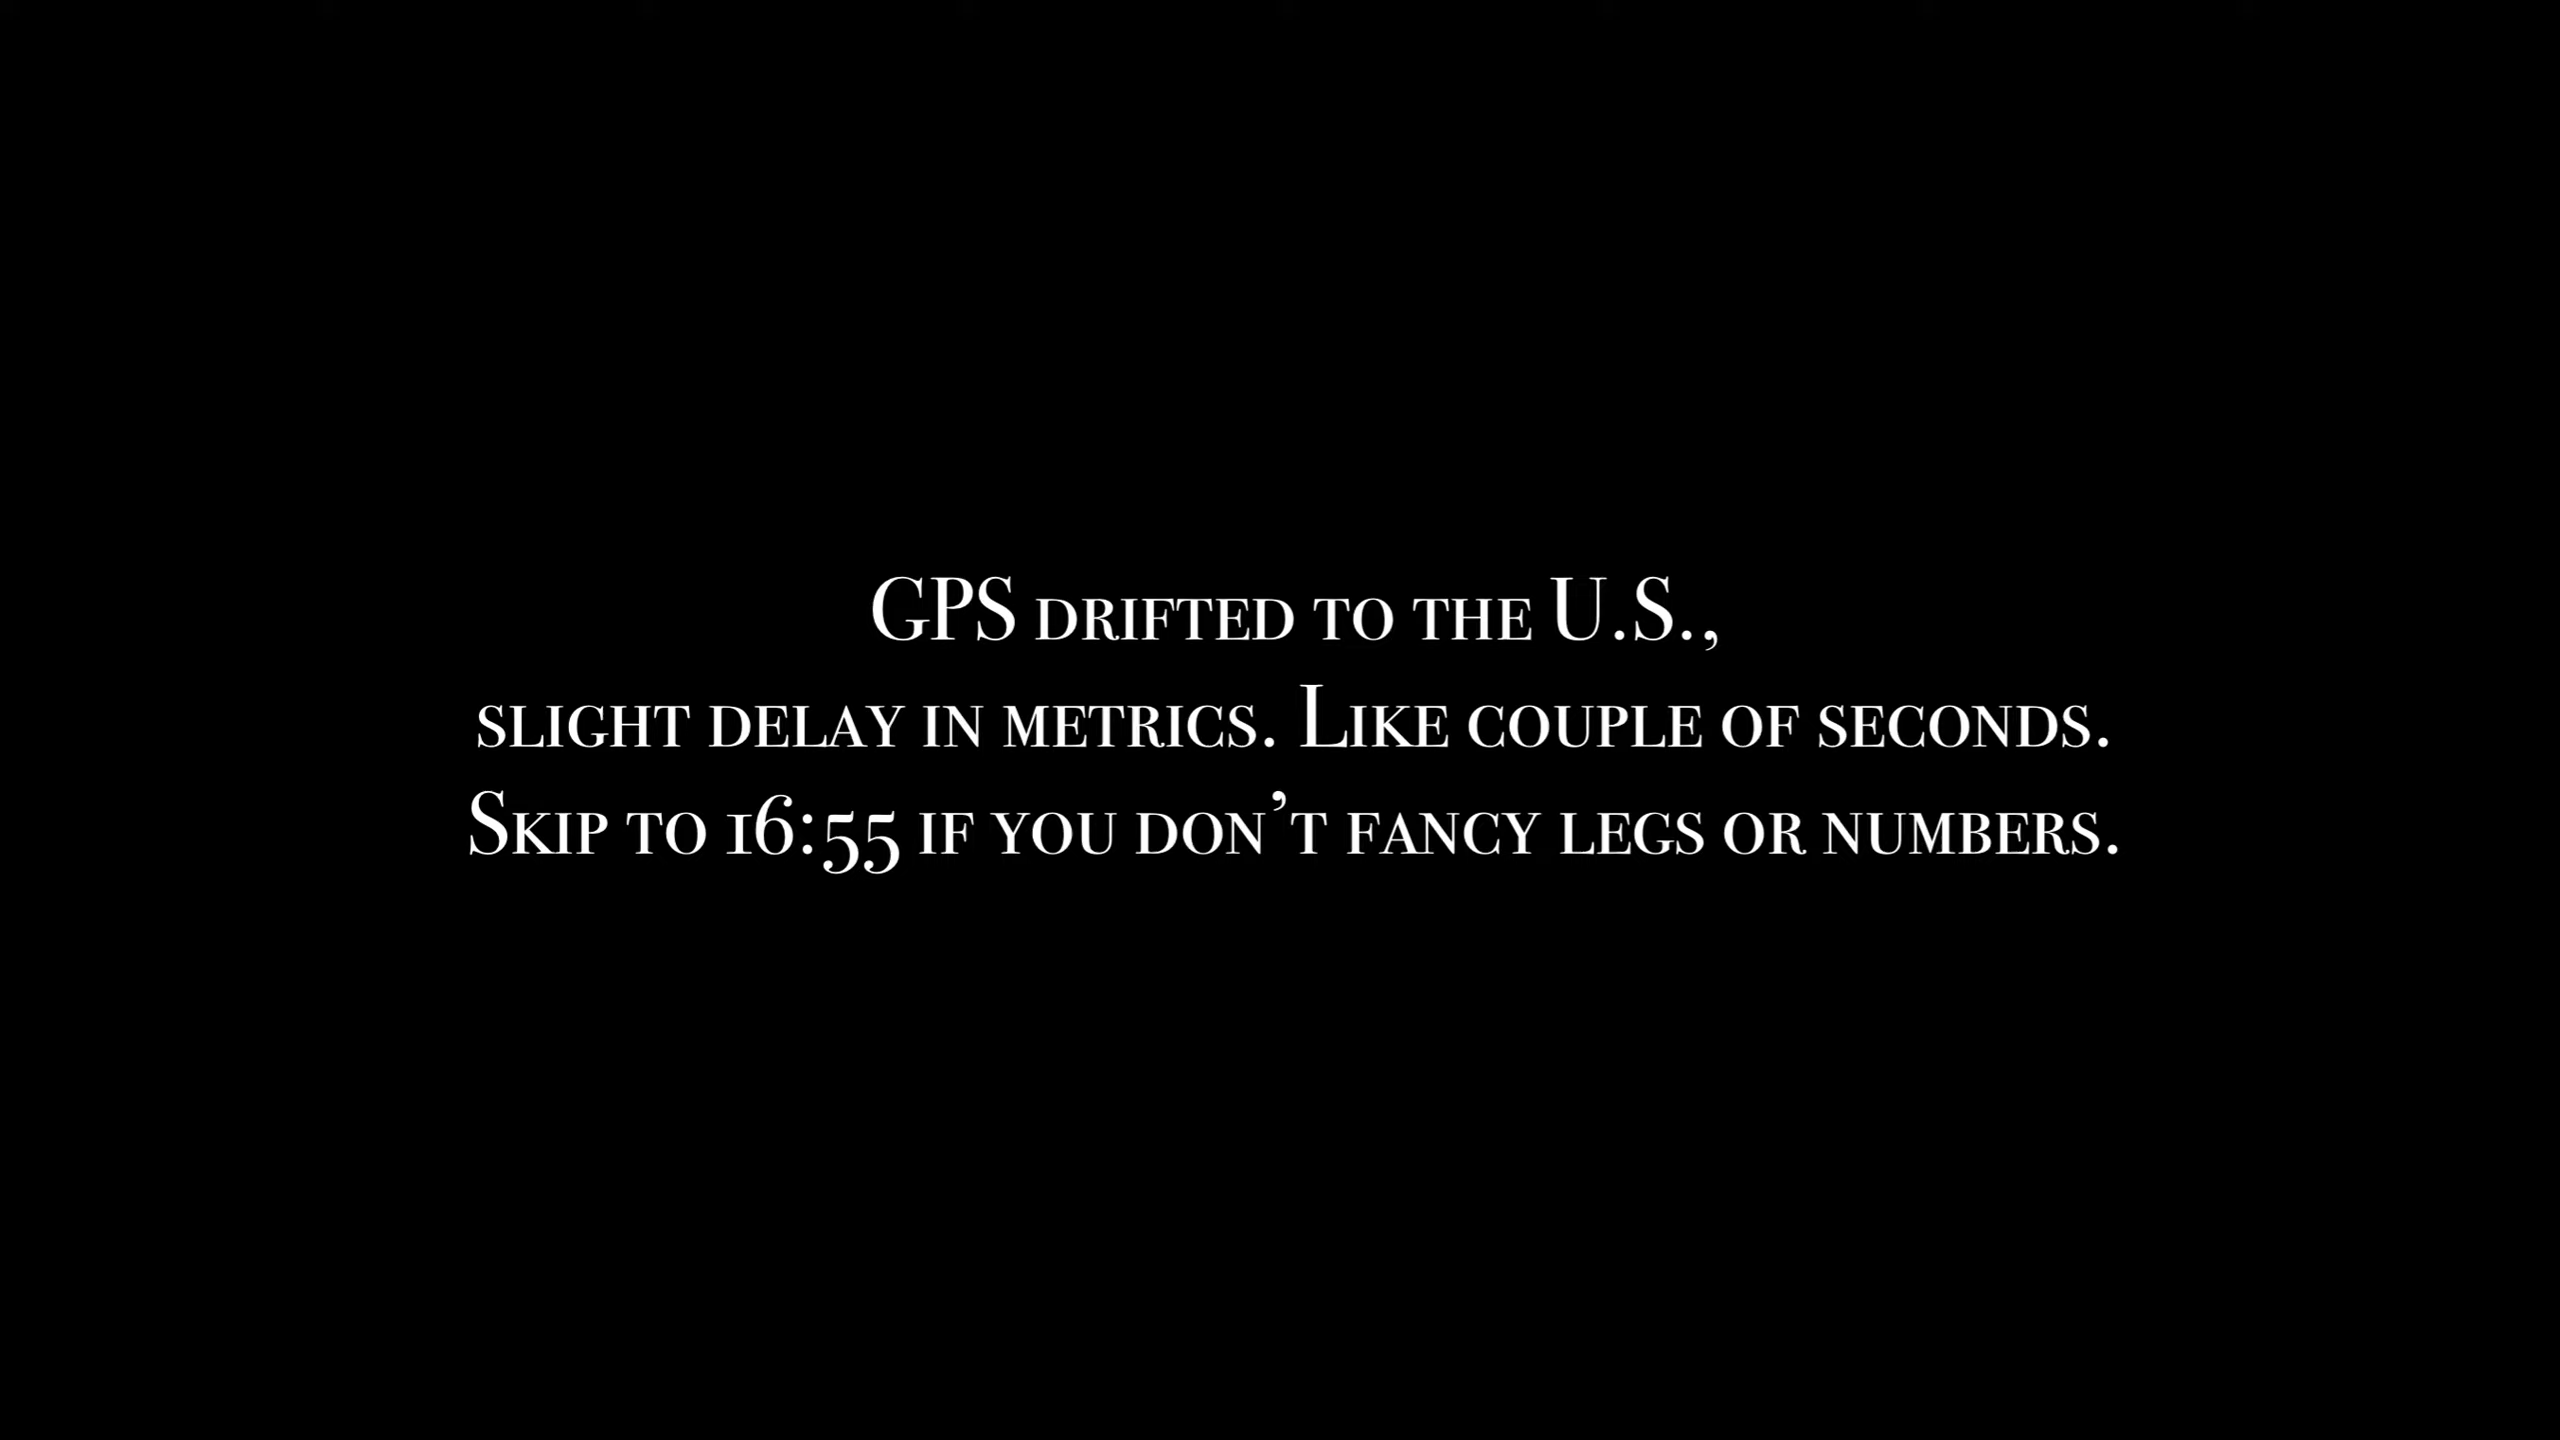 GPS drifted to the U.S.,
slight delay in metrics. Like couple of seconds.
Skip to 16:55 if you don’t fancy legs or numbers.